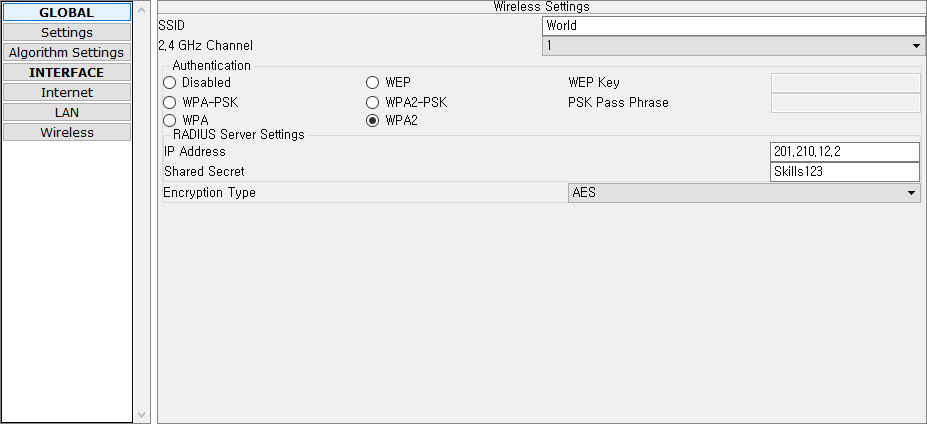 GLOBAL
Settings
Algorithm Settings
INTERFACE
Internet
LAN
Wireless
Wireless Settings
SSID World
2,4 GHz Channel 1
Authentication
Disabled WEP WEP Key
WPA-PSK WPA2-PSK PSK Pass Phrase
WPA WPA2
RADIUS Server Settings
IP Address 201,210,12,2
Shared Secret Skills123
Encryption Type AES